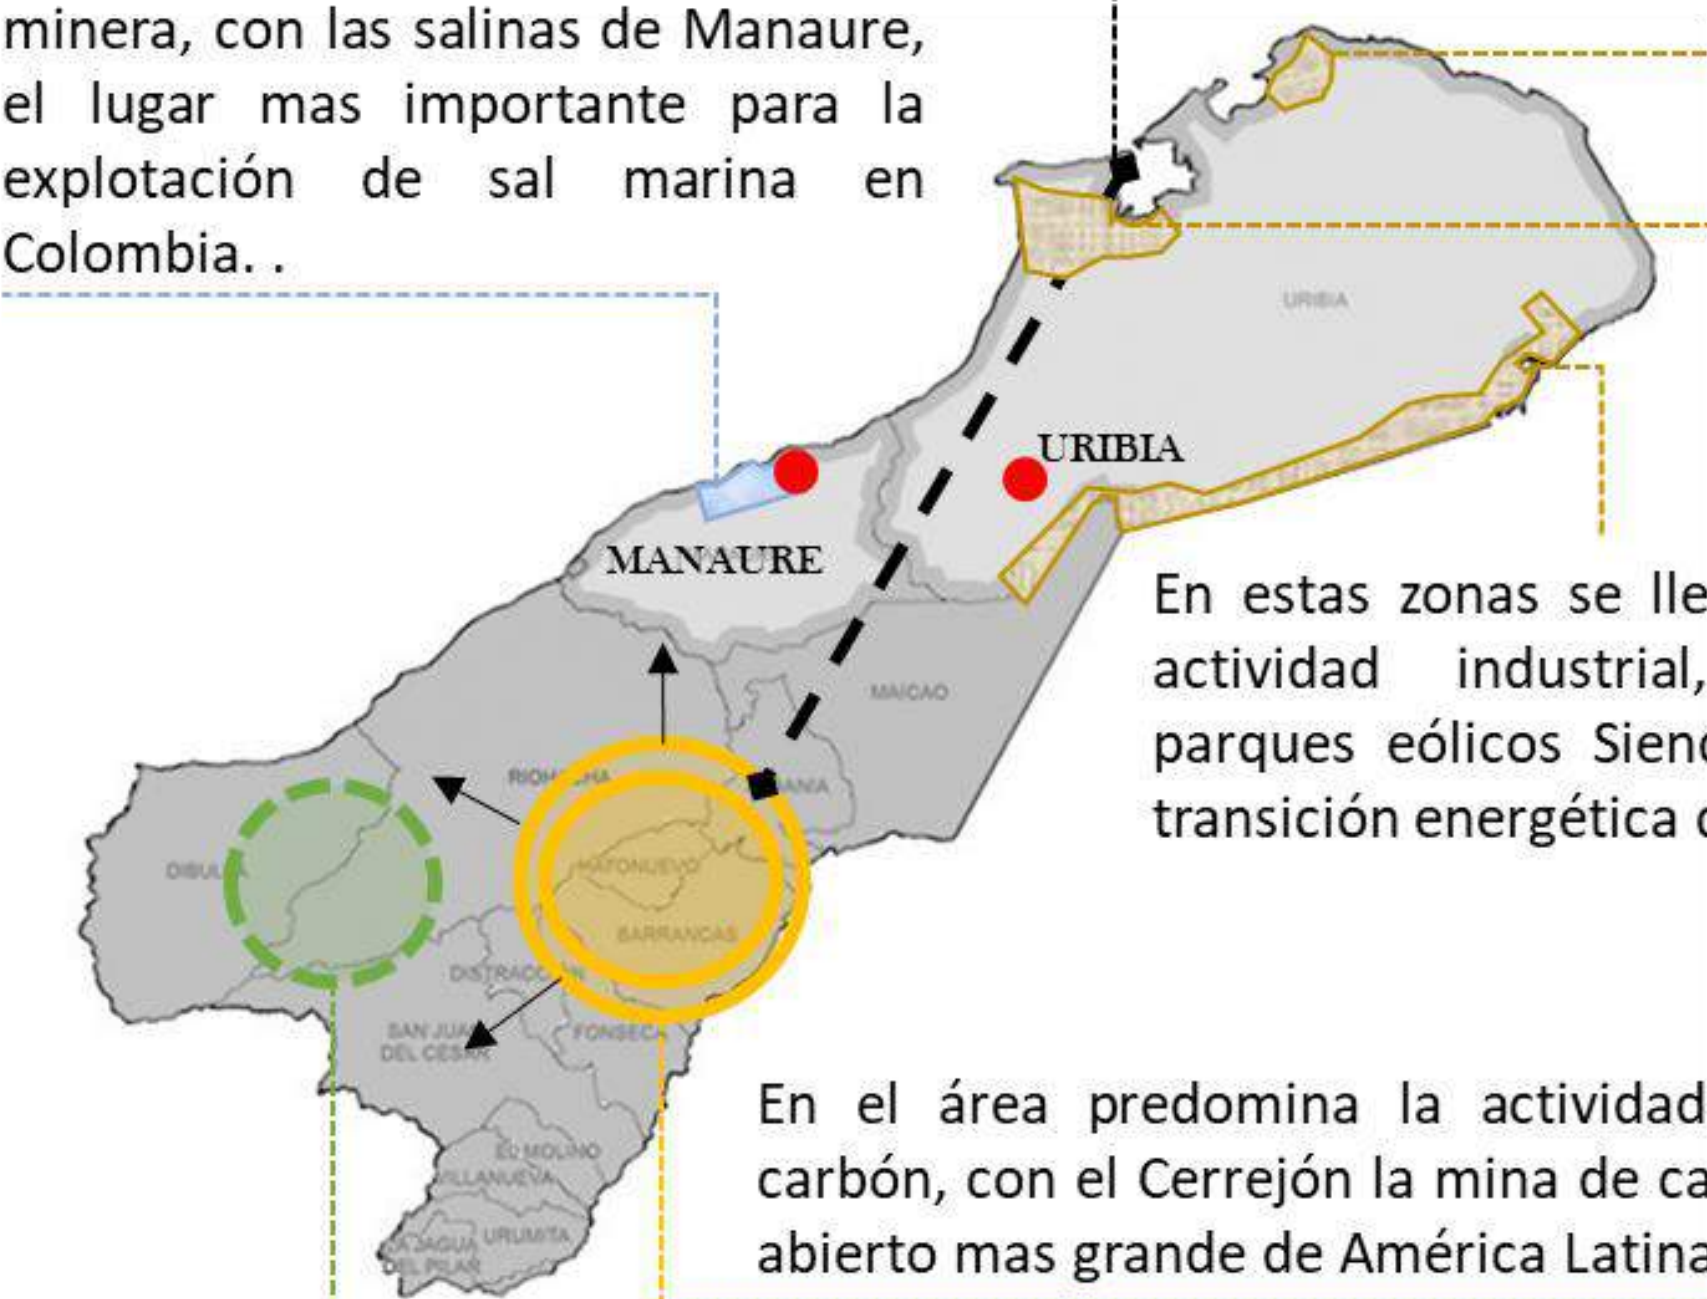 minera, con las salinas de Manaure,
el lugar mas importante para la
explotación de sal marina en
Colombia. .
URIBIA
URIBIA
MANAURE
MAICAO
DIBULLA
HATONUEVO
BARRANCAS
SAN JUAN
DEL CESAR
FONSECA
EL MOLINO
VILLANUEVA
URUMITA
LA JAGUA
DEL PILAR
En estas zonas se lle
actividad industrial,
parques eólicos Siend
transición energética
En el área predomina la actividad
carbón, con el Cerrejón la mina de ca
abierto mas grande de América Latina